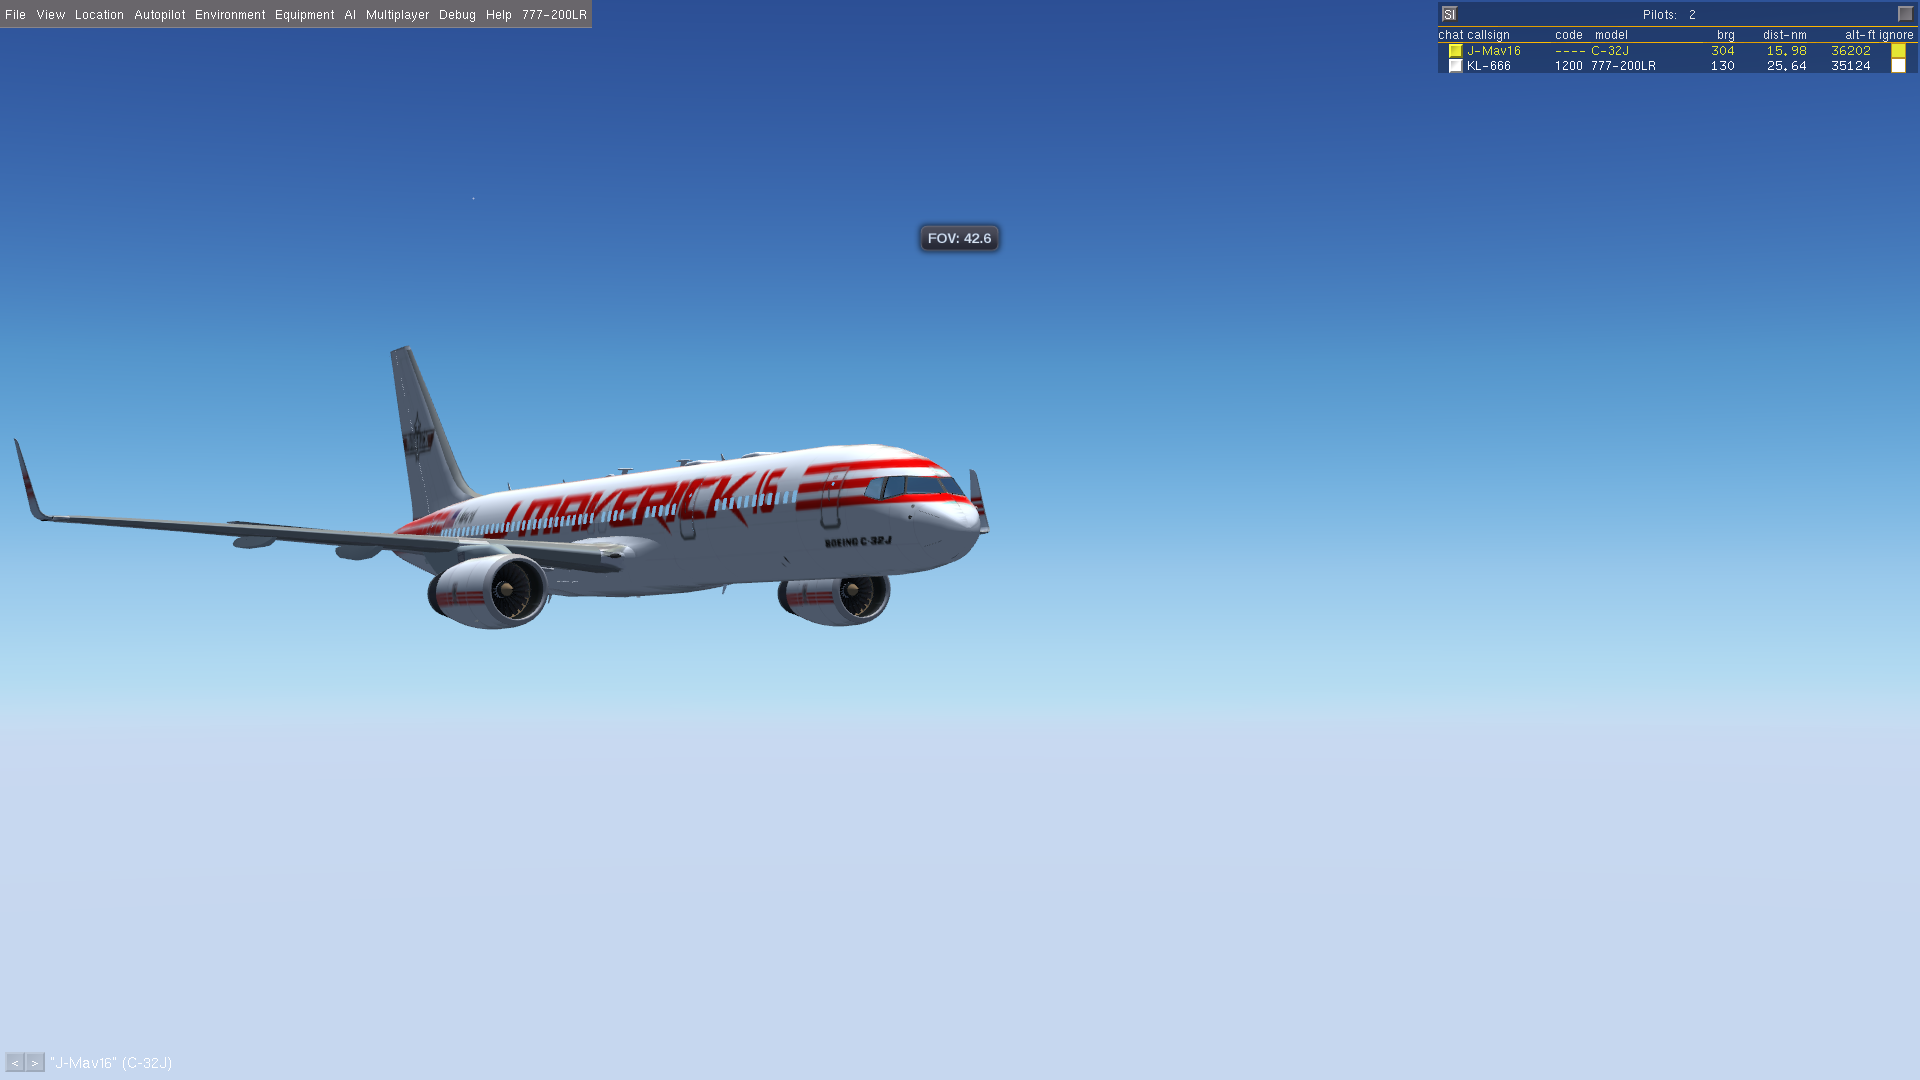 File View Location Autopilot Environment Equipment AI Multiplayer Debug Help 777-200LR
SI Pilots: 2
chat callsign code model brg dist-nm alt-ft ignore
J-Mav16 ---- C-32J 304 15.98 36202
KL-666 1200 777-200LR 130 25.64 35124
FOV: 42.6
J-MAVERICK 16
BOEING C-32J
< > "J-Mav16" (C-32J)